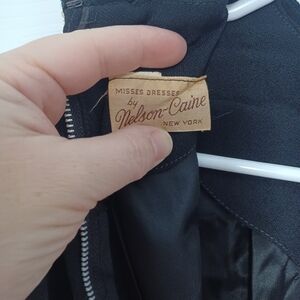 MISSES DRESSES
by
Nelson-Caine
NEW YORK